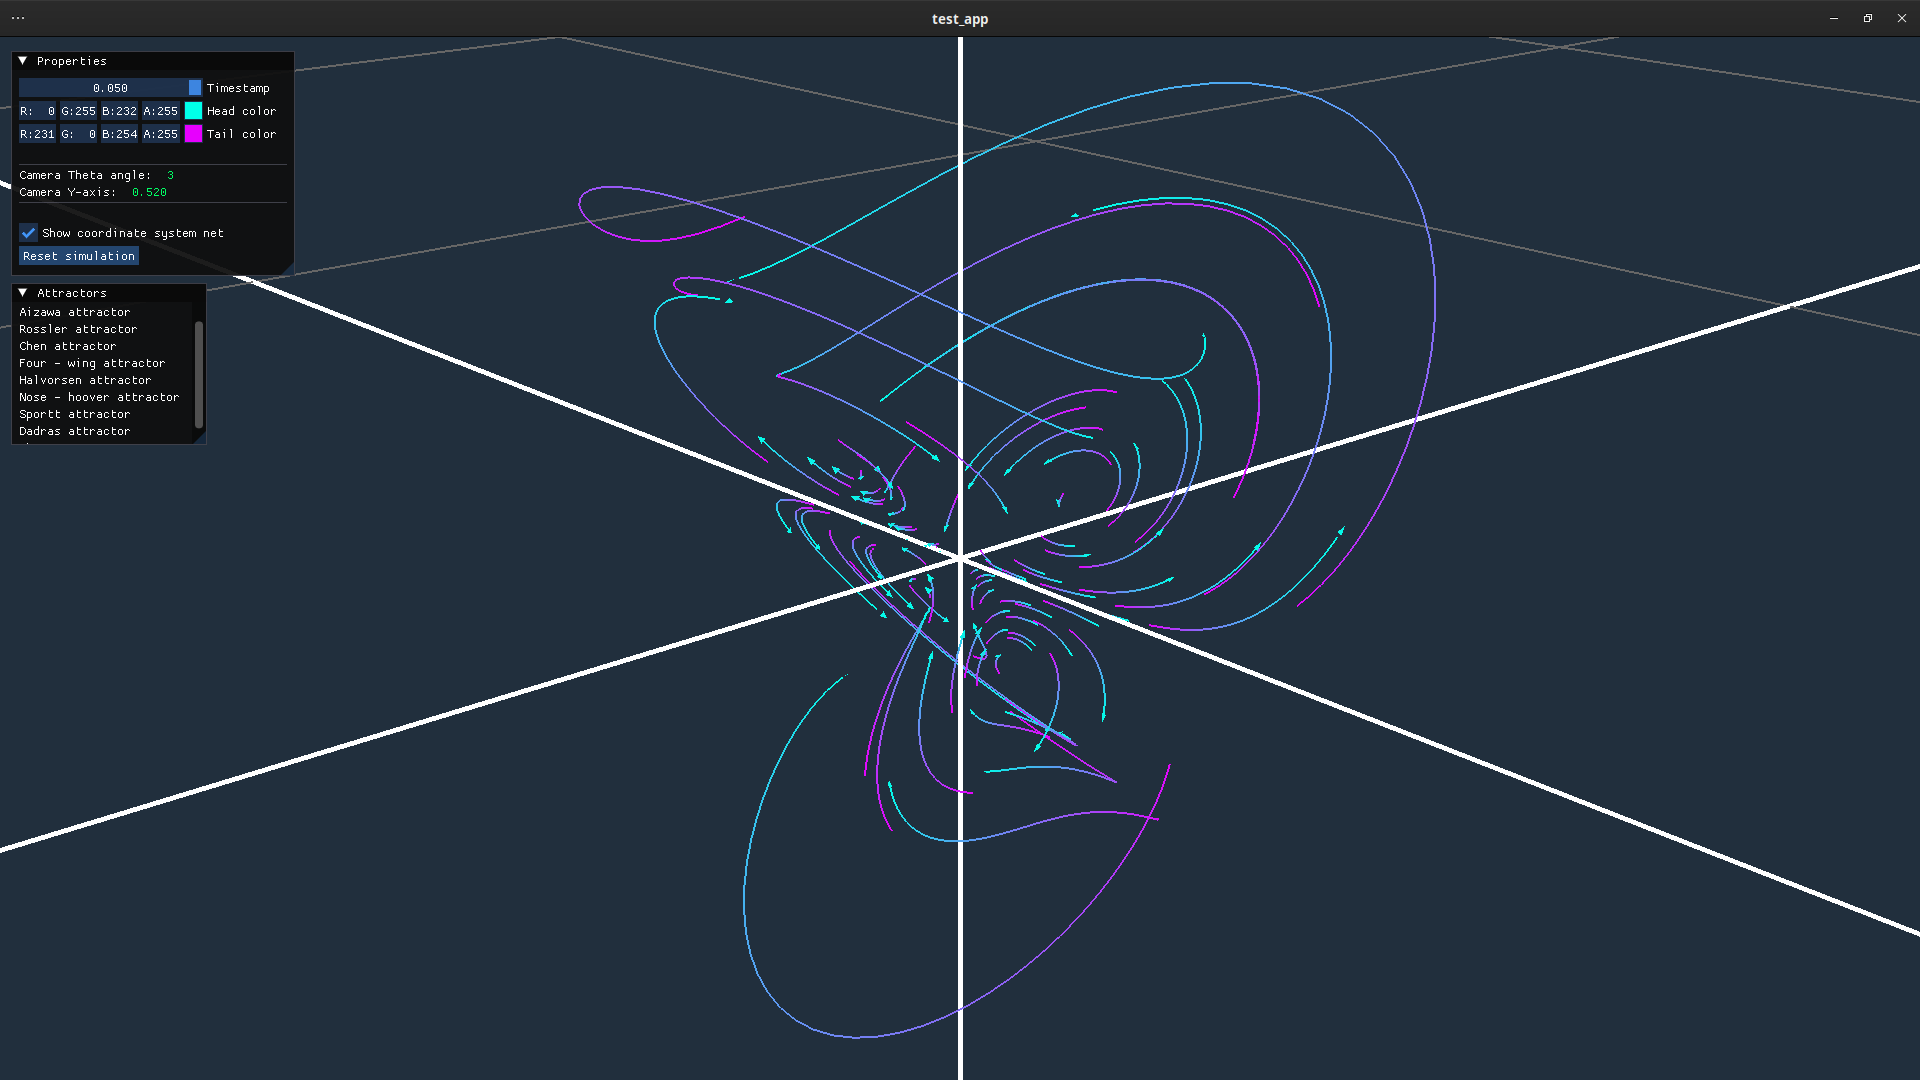 test_app
Properties
0.050 Timestamp
R: 0 G:255 B:232 A:255 Head color
R:231 G: 0 B:254 A:255 Tail color
Camera Theta angle: 3
Camera Y-axis: 0.520
Show coordinate system net
Reset simulation
Attractors
Aizawa attractor
Rossler attractor
Chen attractor
Four - wing attractor
Halvorsen attractor
Nose - hoover attractor
Sportt attractor
Dadras attractor